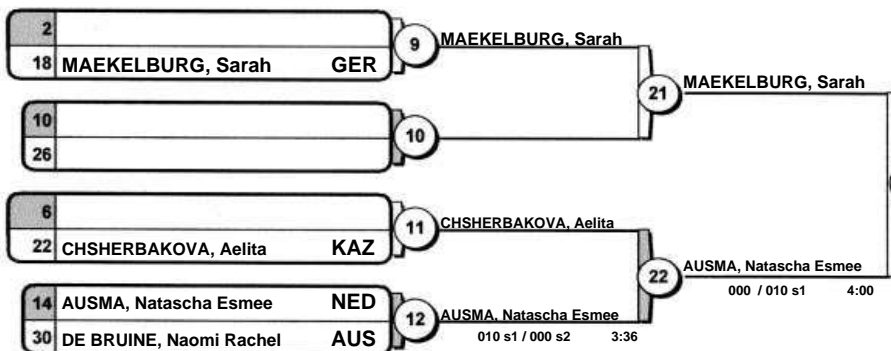 2
18 MAEKELBURG, Sarah GER
9
MAEKELBURG, Sarah
10
26
10
21
MAEKELBURG, Sarah
6
22 CHSHERBAKOVA, Aelita KAZ
11
CHSHERBAKOVA, Aelita
14 AUSMA, Natascha Esmee NED
30 DE BRUINE, Naomi Rachel AUS
12
AUSMA, Natascha Esmee
010 s1 / 000 s2 3:36
22
AUSMA, Natascha Esmee
000 / 010 s1 4:00